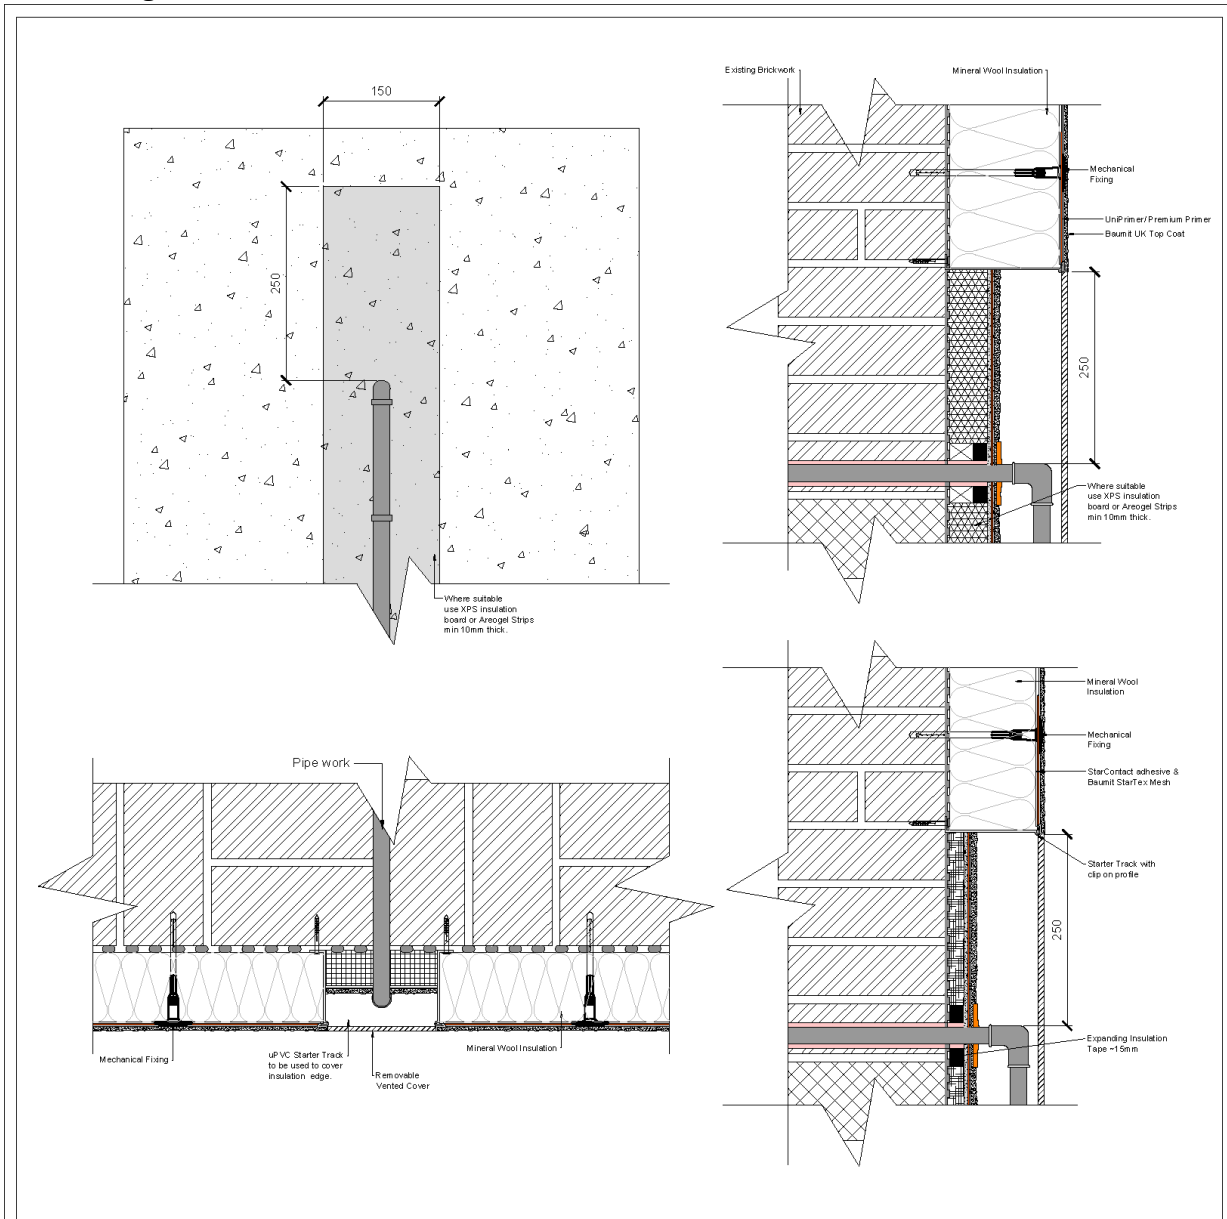 150
250
Where suitable
use XPS insulation
board or Areogel Strips
min 10mm thick.
Existing Brickwork
Mineral Wool Insulation
Mechanical
Fixing
UniPrimer/Premium Primer
Baumit UK Top Coat
250
Where suitable
use XPS insulation
board or Areogel Strips
min 10mm thick.
Pipe work
Mechanical Fixing
uPVC Starter Track
to be used to cover
insulation edge.
Removable
Vented Cover
Mineral Wool Insulation
Mineral Wool
Insulation
Mechanical
Fixing
StarContact adhesive &
Baumit StarTex Mesh
Starter Track with
clip on profile
250
Expanding Insulation
Tape ~15mm